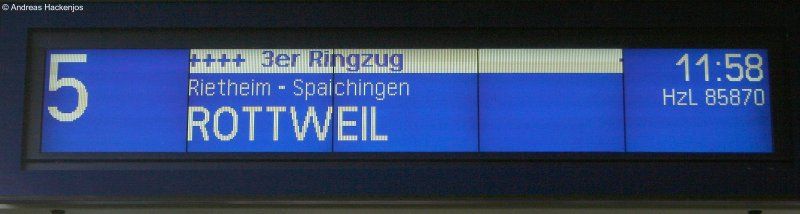 © Andreas Hackenjos
5
++++ 3er Ringzug
11:58
Rietheim - Spaichingen
HzL 85870
ROTTWEIL